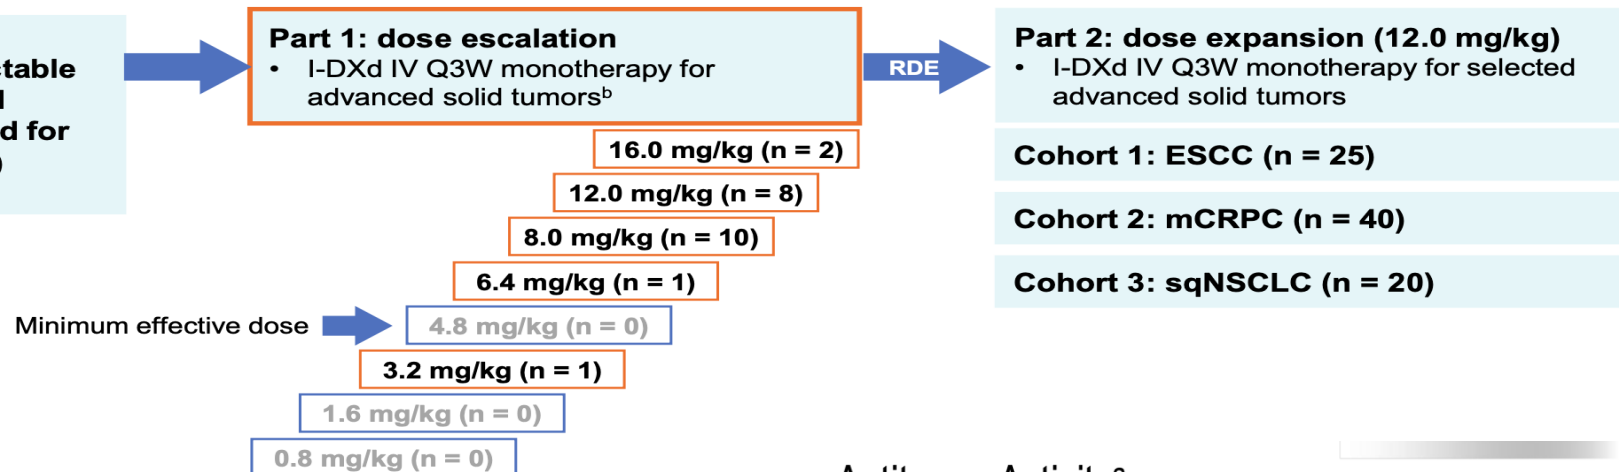 d for
Part 1: dose escalation
• I-DXd IV Q3W monotherapy for
advanced solid tumorsᵇ
RDE
Part 2: dose expansion (12.0 mg/kg)
• I-DXd IV Q3W monotherapy for selected
advanced solid tumors
16.0 mg/kg (n = 2)
12.0 mg/kg (n = 8)
8.0 mg/kg (n = 10)
6.4 mg/kg (n = 1)
Minimum effective dose
4.8 mg/kg (n = 0)
3.2 mg/kg (n = 1)
1.6 mg/kg (n = 0)
0.8 mg/kg (n = 0)
Cohort 1: ESCC (n = 25)
Cohort 2: mCRPC (n = 40)
Cohort 3: sqNSCLC (n = 20)